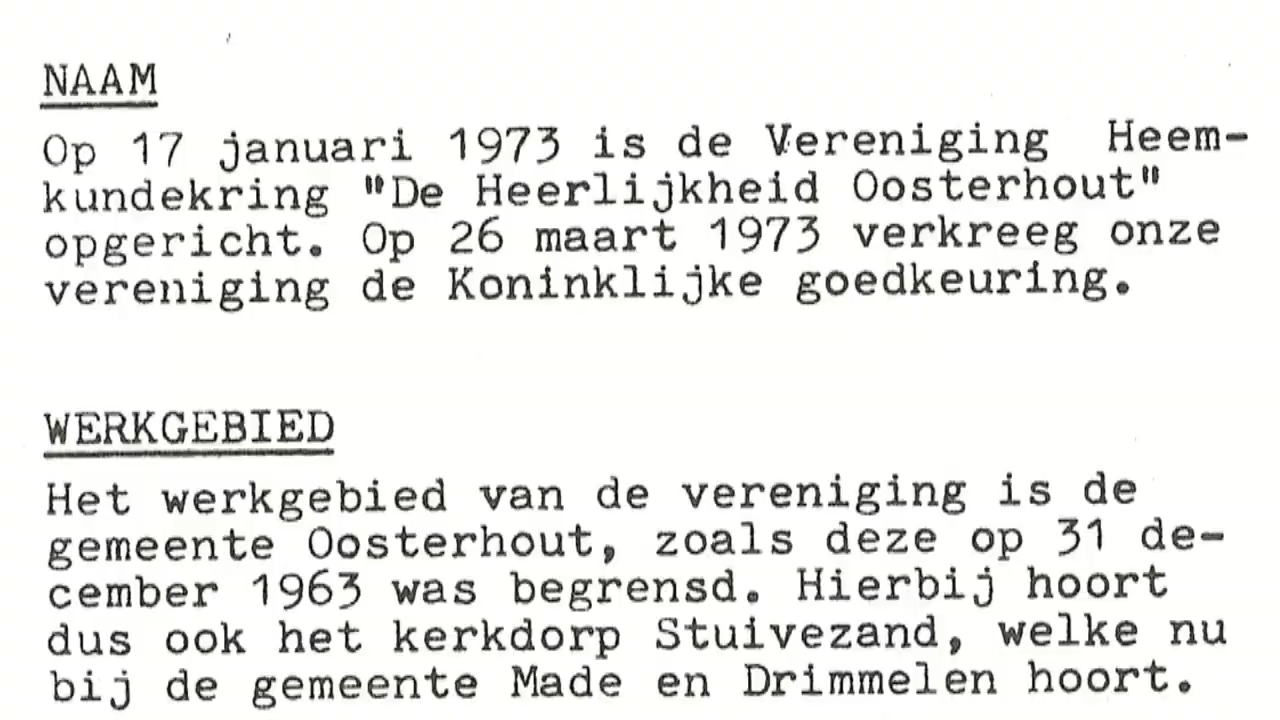 NAAM
Op 17 januari 1973 is de Vereniging Heem-
kundekring "De Heerlijkheid Oosterhout"
opgericht. Op 26 maart 1973 verkreeg onze
vereniging de Koninklijke goedkeuring.
WERKGEBIED
Het werkgebied van de vereniging is de
gemeente Oosterhout, zoals deze op 31 de-
cember 1963 was begrensd. Hierbij hoort
dus ook het kerkdorp Stuivezand, welke nu
bij de gemeente Made en Drimmelen hoort.